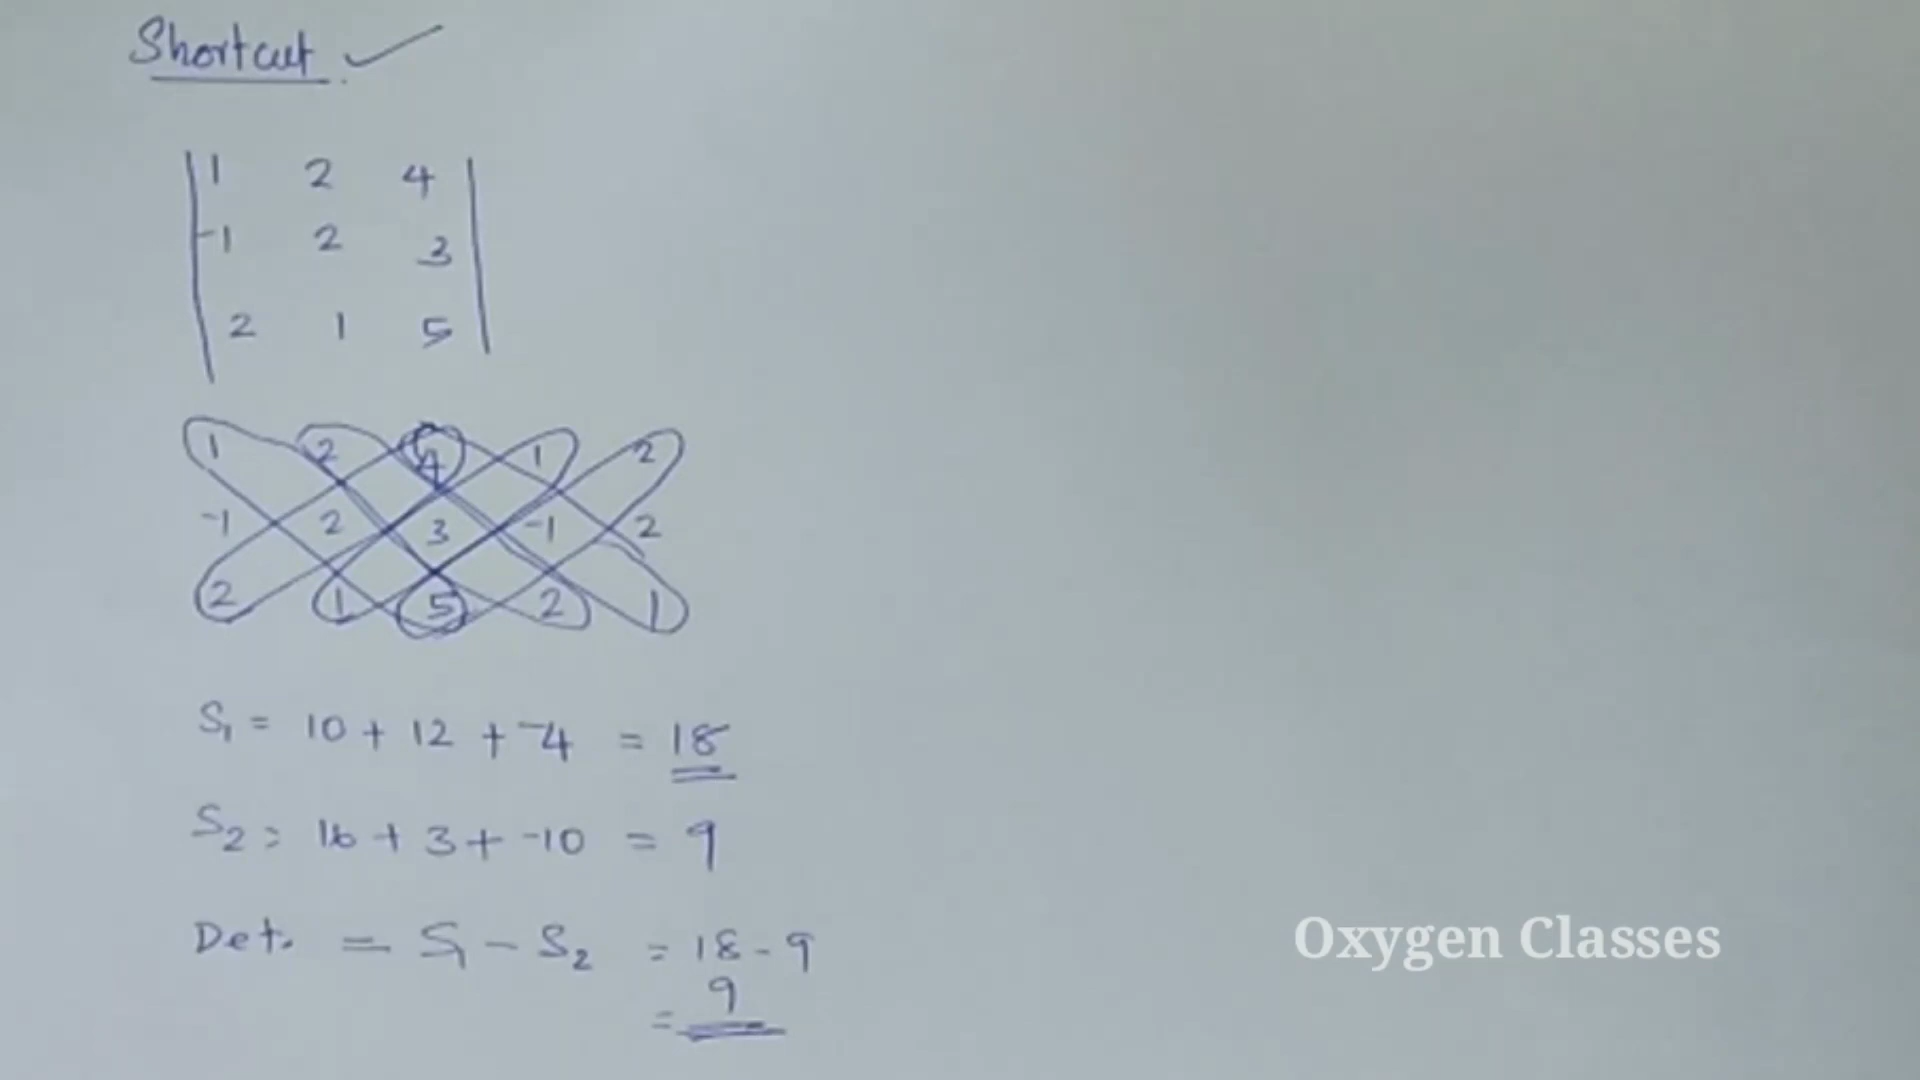 Shortcut. ✓
1 2 4
-1 2 3
2 1 5
1 2 4 1 2
-1 2 3 -1 2
2 1 5 2 1
S₁ = 10 + 12 + -4 = 18
S₂ = 16 + 3 + -10 = 9
Det. = S₁ - S₂ = 18 - 9
= 9
Oxygen Classes